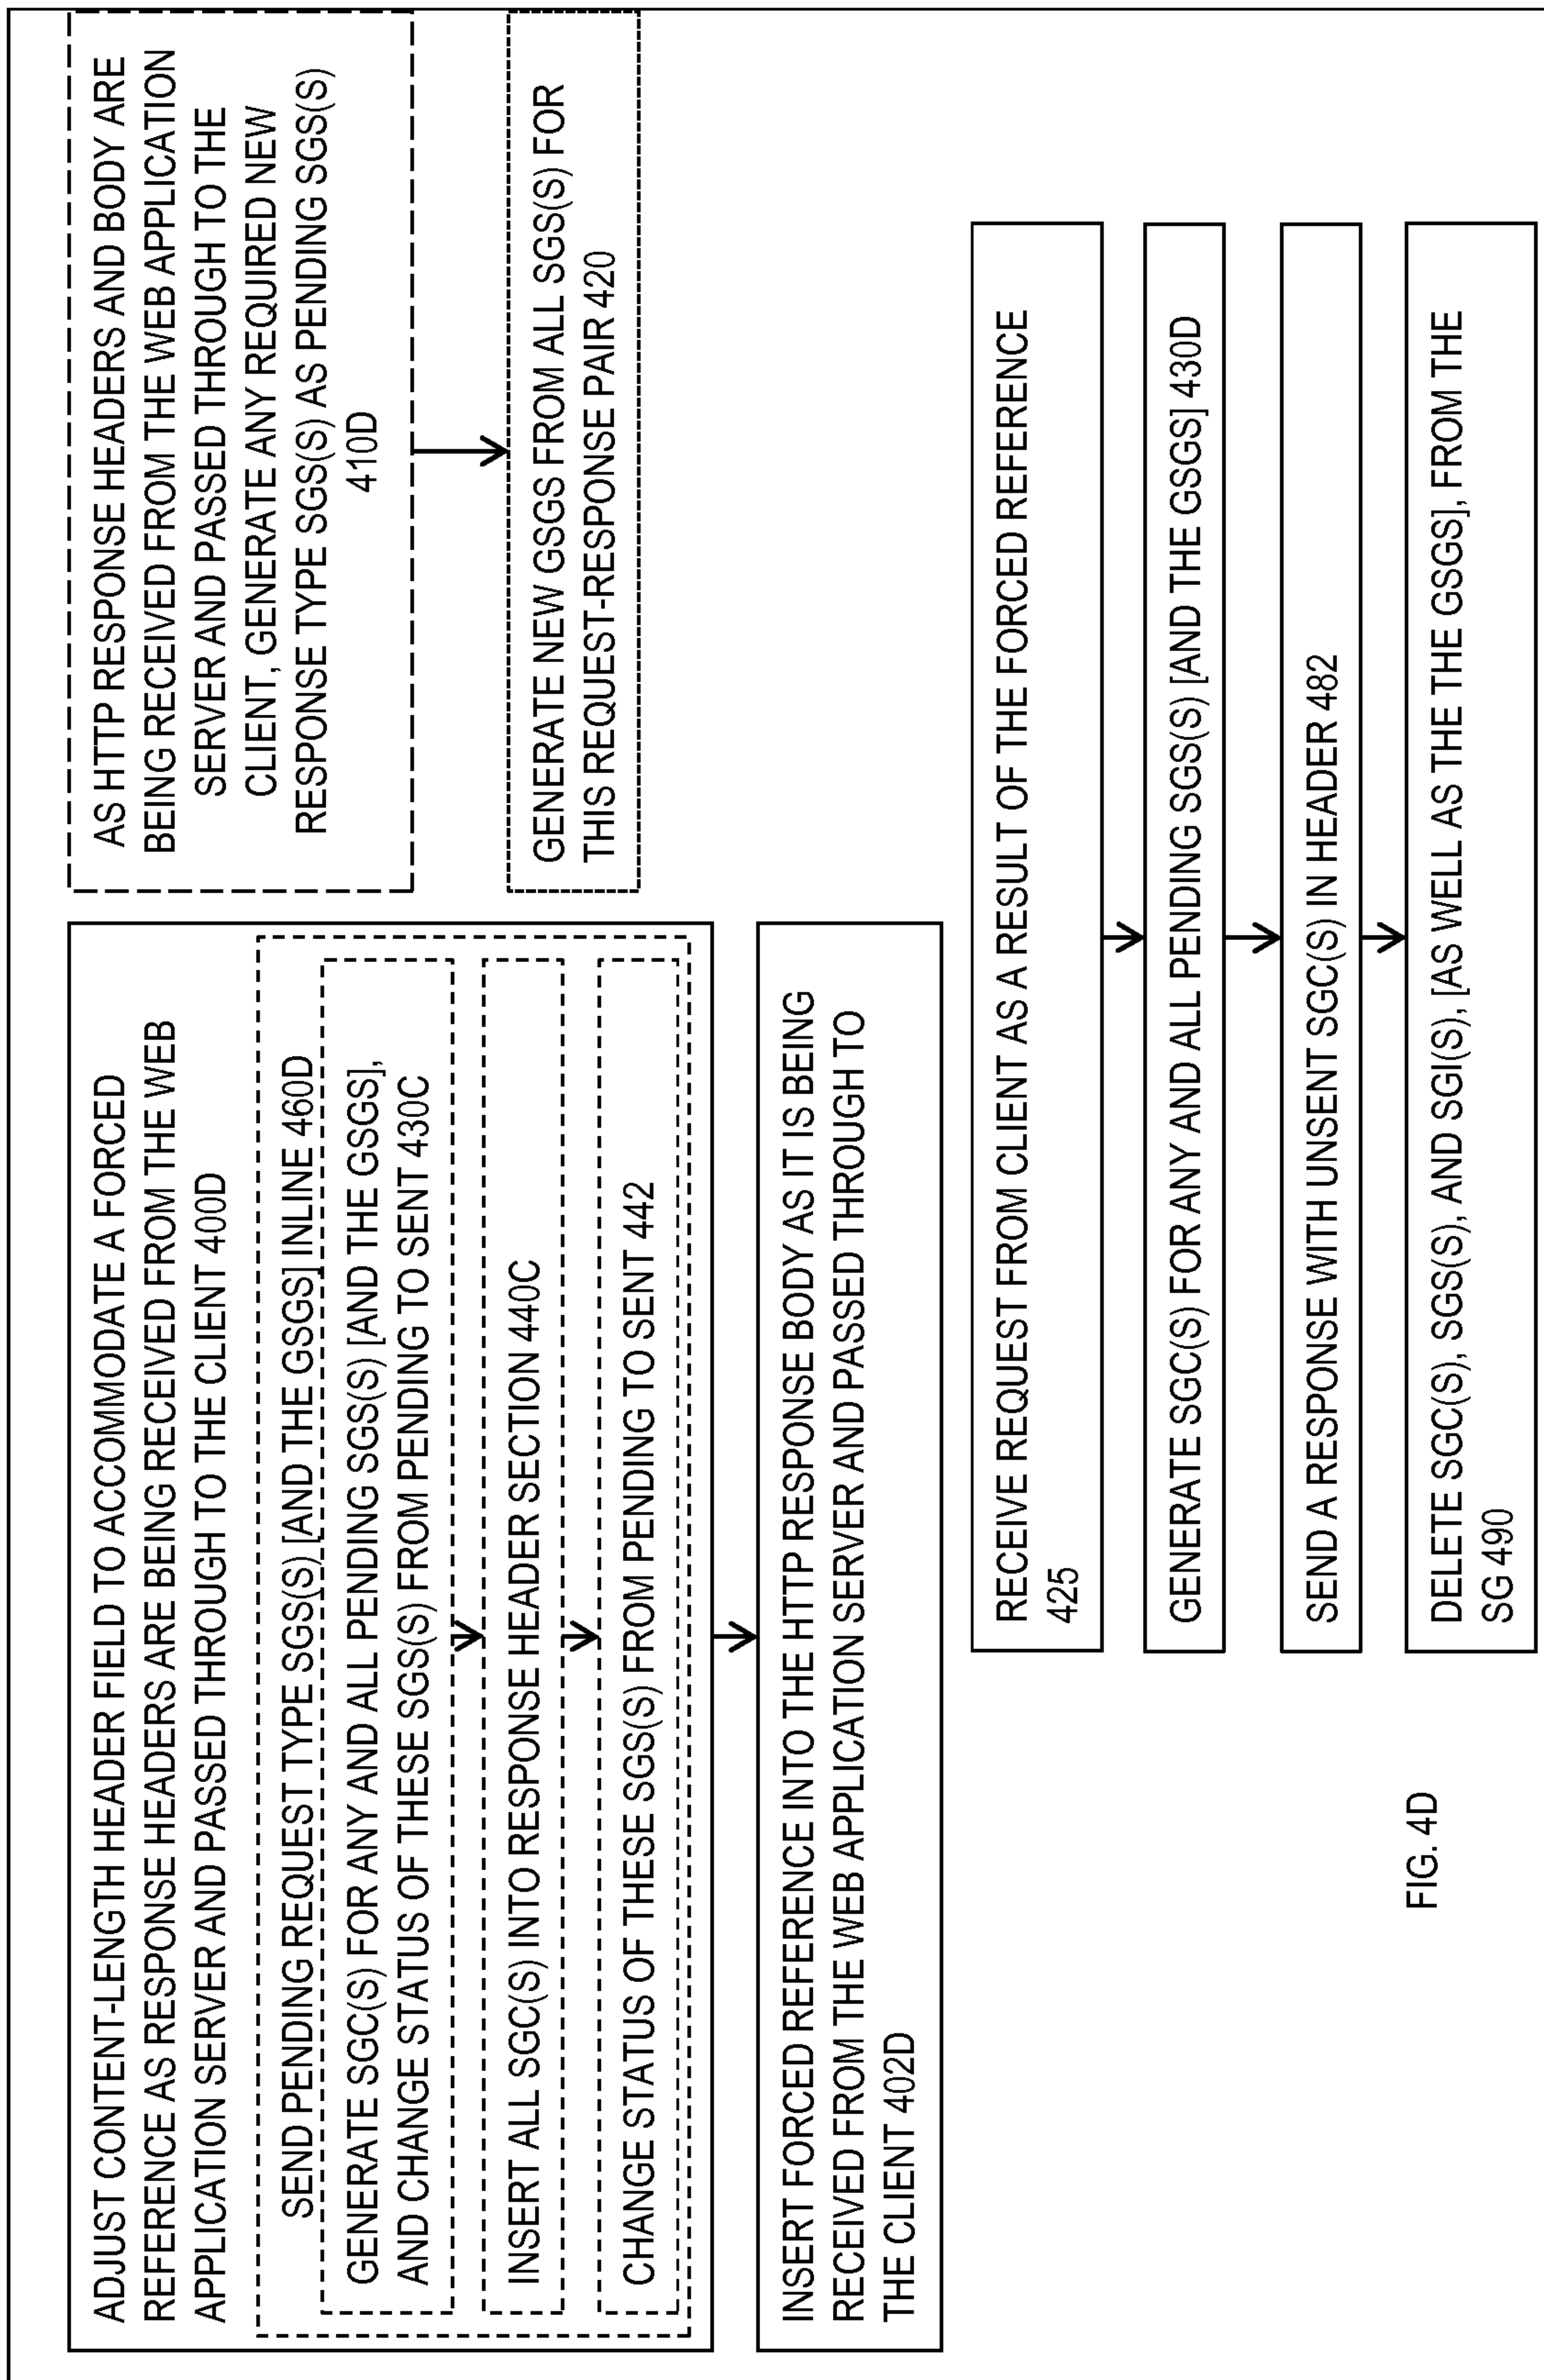 ADJUST CONTENT-LENGTH HEADER FIELD TO ACCOMMODATE A FORCED
REFERENCE AS RESPONSE HEADERS ARE BEING RECEIVED FROM THE WEB
APPLICATION SERVER AND PASSED THROUGH TO THE CLIENT 400D
SEND PENDING REQUEST TYPE SGS(S) [AND THE GSGS] INLINE 460D
GENERATE SGC(S) FOR ANY AND ALL PENDING SGS(S) [AND THE GSGS],
AND CHANGE STATUS OF THESE SGS(S) FROM PENDING TO SENT 430C
INSERT ALL SGC(S) INTO RESPONSE HEADER SECTION 440C
CHANGE STATUS OF THESE SGS(S) FROM PENDING TO SENT 442
INSERT FORCED REFERENCE INTO THE HTTP RESPONSE BODY AS IT IS BEING
RECEIVED FROM THE WEB APPLICATION SERVER AND PASSED THROUGH TO
THE CLIENT 402D
AS HTTP RESPONSE HEADERS AND BODY ARE
BEING RECEIVED FROM THE WEB APPLICATION
SERVER AND PASSED THROUGH TO THE
CLIENT, GENERATE ANY REQUIRED NEW
RESPONSE TYPE SGS(S) AS PENDING SGS(S)
410D
GENERATE NEW GSGS FROM ALL SGS(S) FOR
THIS REQUEST-RESPONSE PAIR 420
RECEIVE REQUEST FROM CLIENT AS A RESULT OF THE FORCED REFERENCE
425
GENERATE SGC(S) FOR ANY AND ALL PENDING SGS(S) [AND THE GSGS] 430D
SEND A RESPONSE WITH UNSENT SGC(S) IN HEADER 482
DELETE SGC(S), SGS(S), AND SGI(S), [AS WELL AS THE THE GSGS], FROM THE
SG 490
FIG. 4D